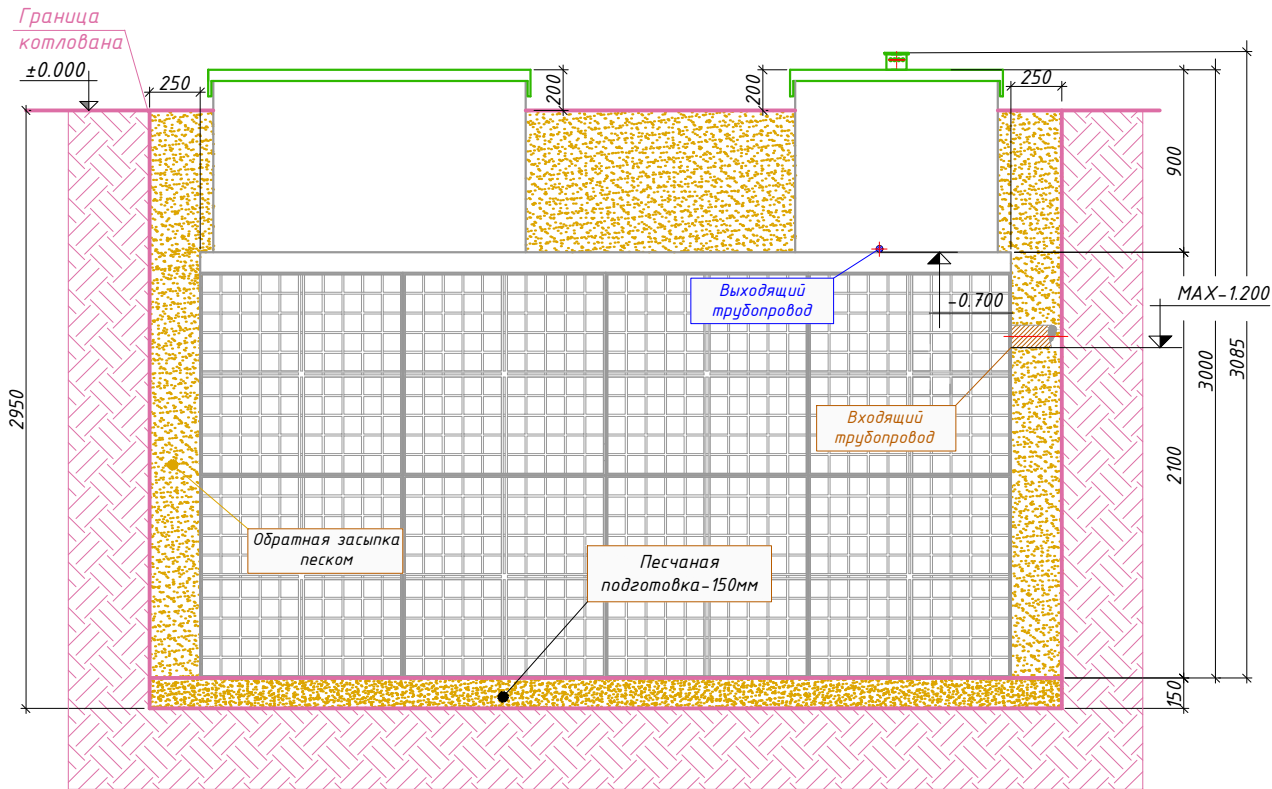 Граница
котлована
±0.000
250
200
200
250
900
Выходящий
трубопровод
-0.700
MAX-1.200
3000
3085
2950
Входящий
трубопровод
2100
Обратная засыпка
песком
Песчаная
подготовка-150мм
150